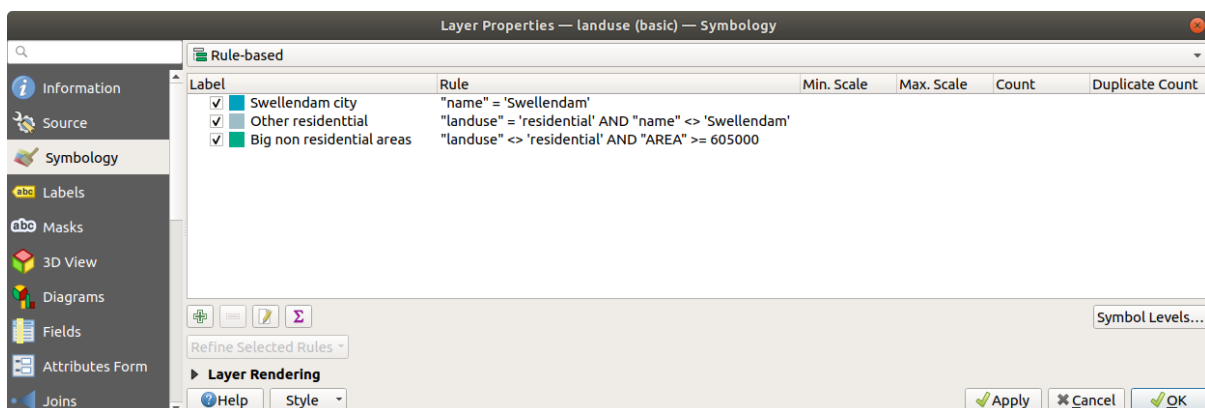 Layer Properties — landuse (basic) — Symbology
Rule-based
Information
Source
Symbology
abc Labels
abc Masks
3D View
Diagrams
Fields
Attributes Form
Joins
Label Rule Min. Scale Max. Scale Count Duplicate Count
Swellendam city "name" = 'Swellendam'
Other residenttial "landuse" = 'residential' AND "name" <> 'Swellendam'
Big non residential areas "landuse" <> 'residential' AND "AREA" >= 605000
Σ
Symbol Levels...
Refine Selected Rules
Layer Rendering
Help Style Apply Cancel OK